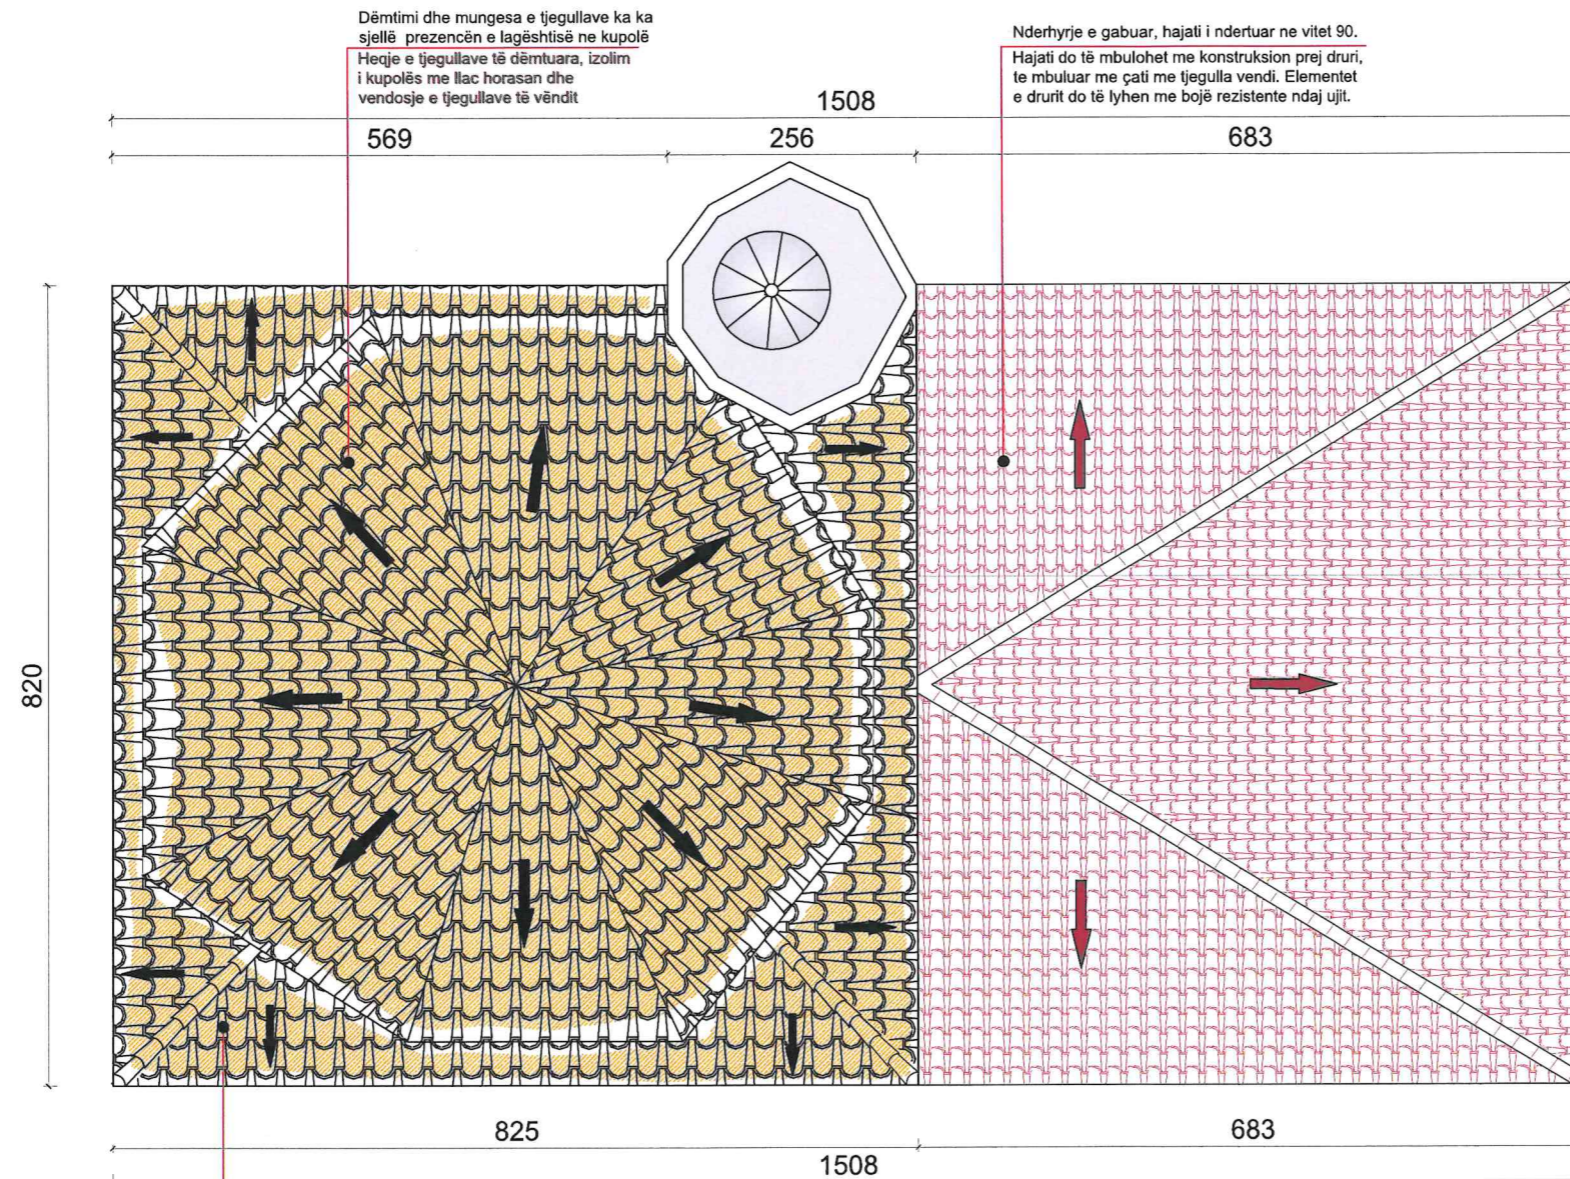 Dëmtimi dhe mungesa e tjegullave ka ka
sjellë prezencën e lagështisë ne kupolë
Heqje e tjegullave të dëmtuara, izolim
i kupolës me llac horasan dhe
vendosje e tjegullave të vëndit
Nderhyrje e gabuar, hajati i ndertuar ne vitet 90.
Hajati do të mbulohet me konstruksion prej druri,
te mbuluar me çati me tjegulla vendi. Elementet
e drurit do të lyhen me bojë rezistente ndaj ujit.
1508
569
256
683
820
825
683
1508